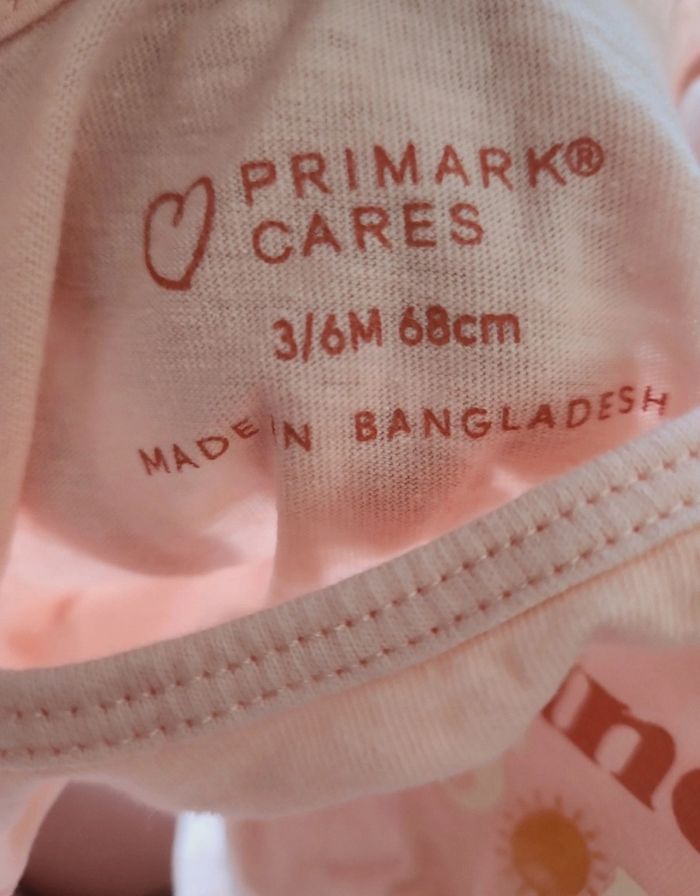 PRIMARK®
CARES
3/6M 68cm
MADE IN BANGLADESH